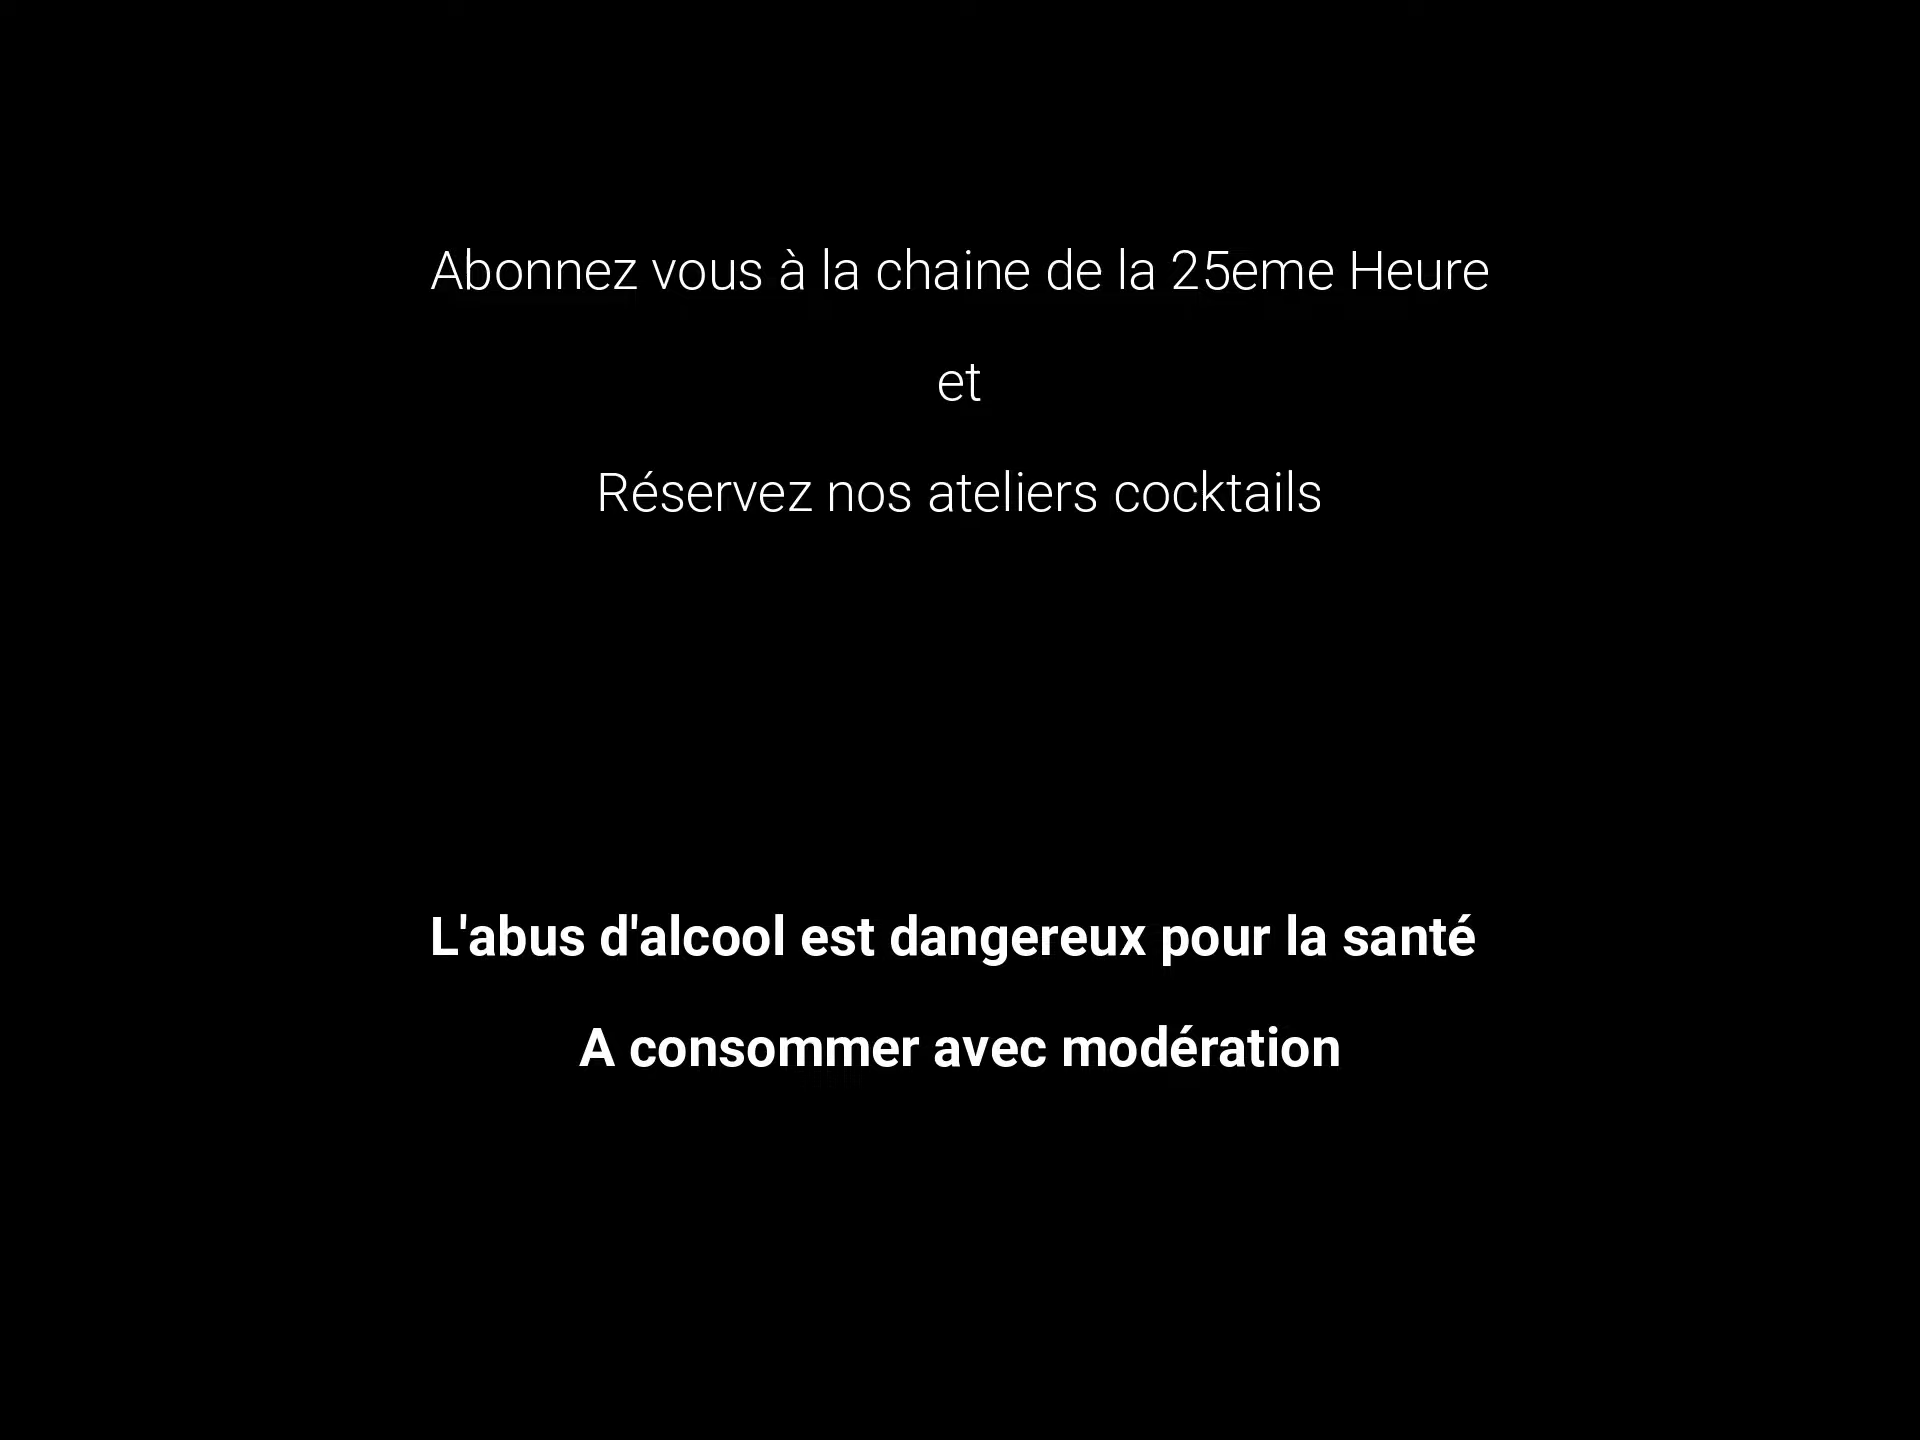 Abonnez vous à la chaine de la 25eme Heure
et
Réservez nos ateliers cocktails
L'abus d'alcool est dangereux pour la santé
A consommer avec modération